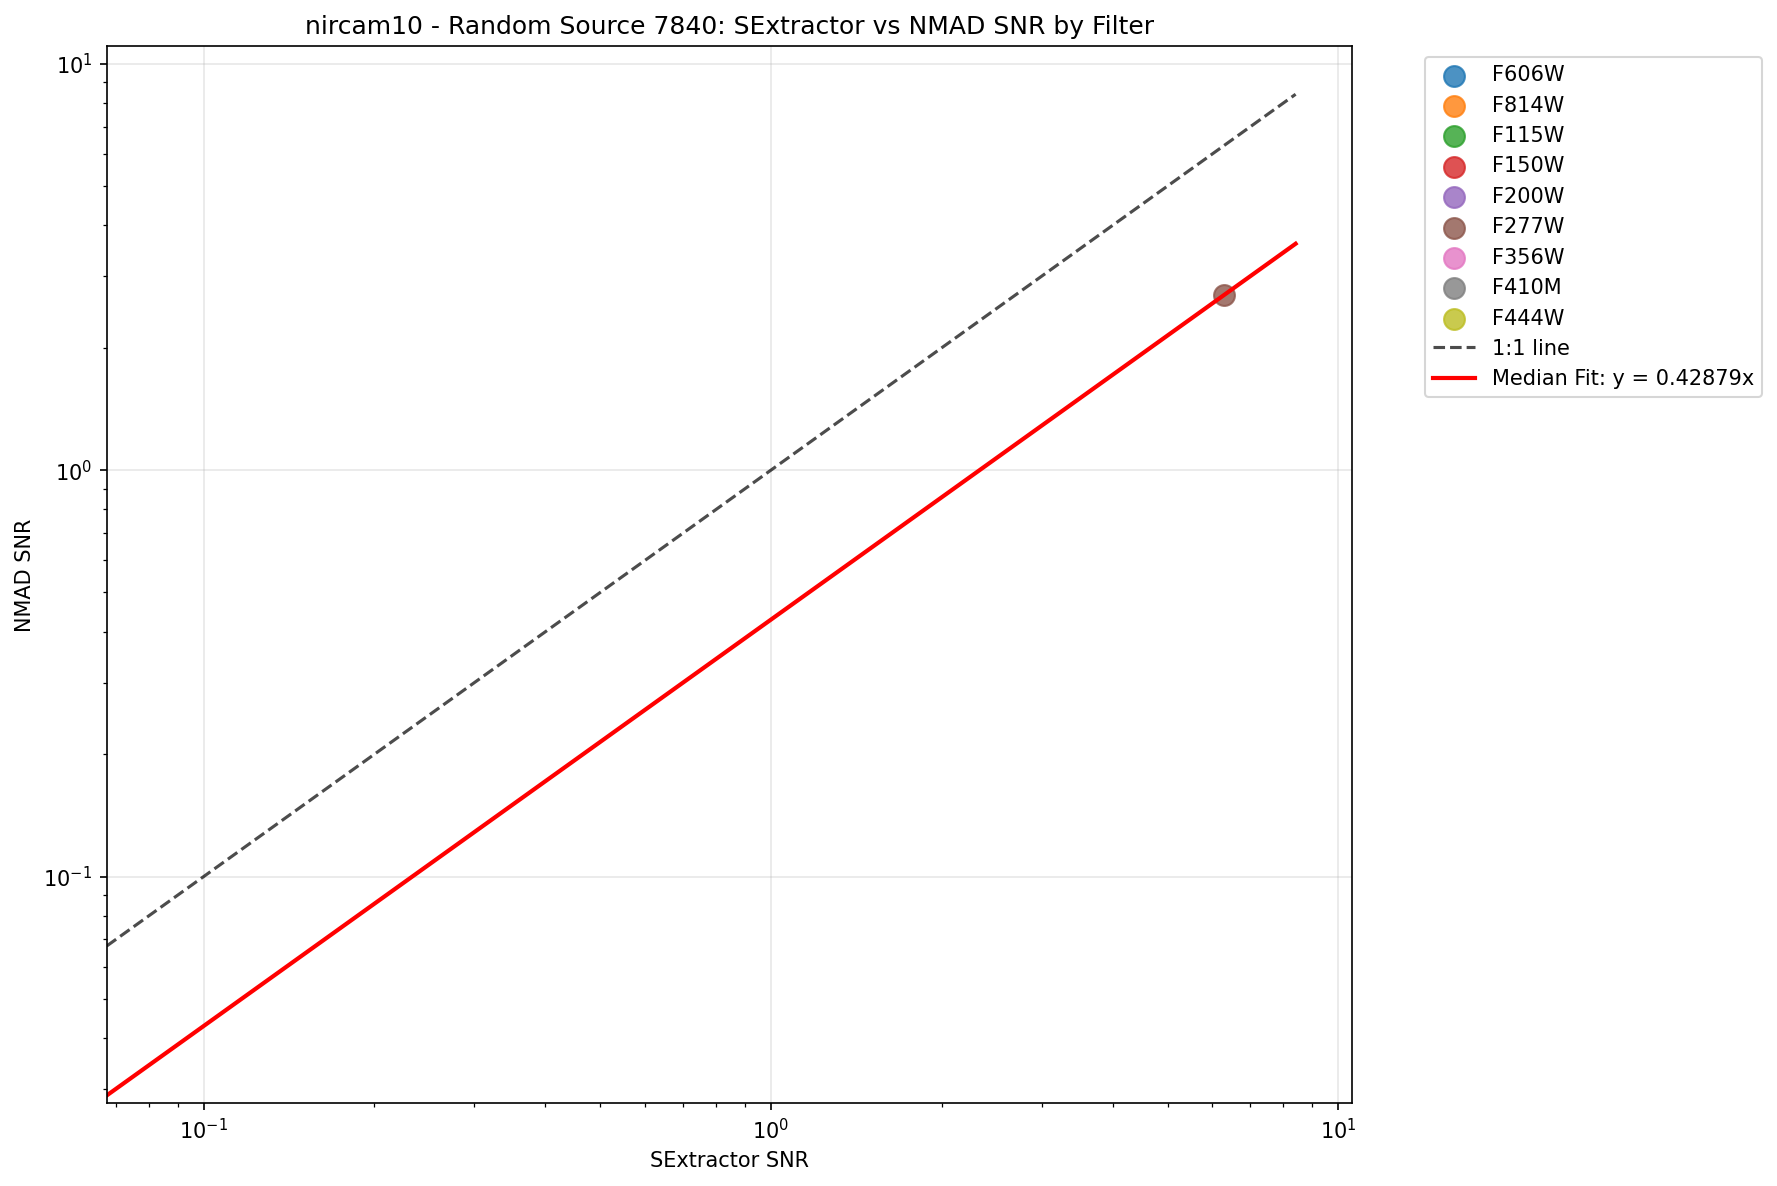 nircam10 - Random Source 7840: SExtractor vs NMAD SNR by Filter
10¹
10⁰
10⁻¹
NMAD SNR
10⁻¹
10⁰
10¹
SExtractor SNR
F606W
F814W
F115W
F150W
F200W
F277W
F356W
F410M
F444W
1:1 line
Median Fit: y = 0.42879x